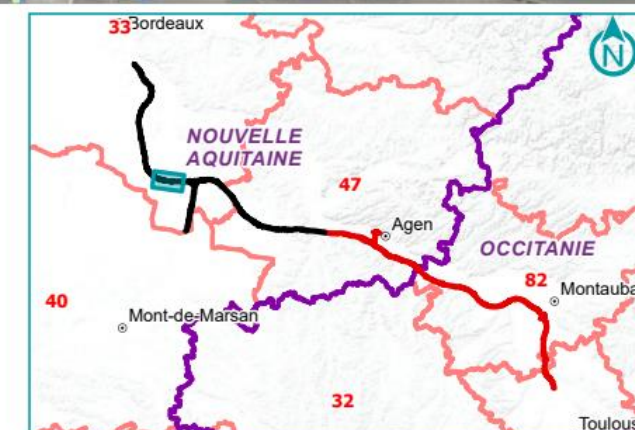 33
Bordeaux
N
NOUVELLE
AQUITAINE
47
Agen
OCCITANIE
82
Montauba
40
Mont-de-Marsan
32
Toulous